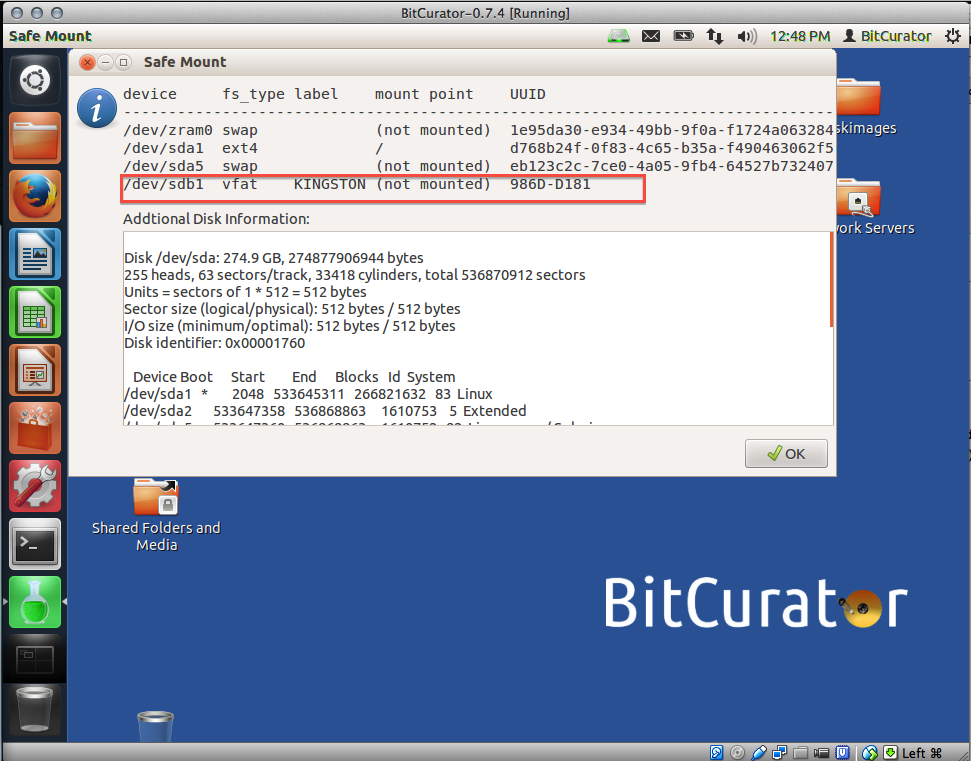 BitCurator-0.7.4 [Running]
Safe Mount 12:48 PM BitCurator
Safe Mount
device fs_type label mount point UUID
--------------------------------------------------------------------------------
/dev/zram0 swap (not mounted) 1e95da30-e934-49bb-9f0a-f1724a063284
/dev/sda1 ext4 / d768b24f-0f83-4c65-b35a-f490463062f5
/dev/sda5 swap (not mounted) eb123c2c-7ce0-4a05-9fb4-64527b732407
/dev/sdb1 vfat KINGSTON (not mounted) 986D-D181
skimages
work Servers
Addtional Disk Information:
Disk /dev/sda: 274.9 GB, 274877906944 bytes
255 heads, 63 sectors/track, 33418 cylinders, total 536870912 sectors
Units = sectors of 1 * 512 = 512 bytes
Sector size (logical/physical): 512 bytes / 512 bytes
I/O size (minimum/optimal): 512 bytes / 512 bytes
Disk identifier: 0x00001760
Device Boot Start End Blocks Id System
/dev/sda1 * 2048 533645311 266821632 83 Linux
/dev/sda2 533647358 536868863 1610753 5 Extended
OK
Shared Folders and
Media
BitCurator
Left ⌘